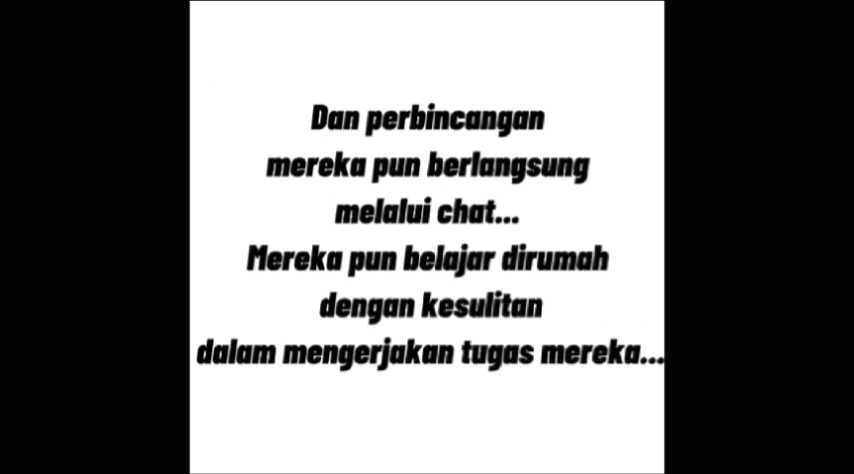 Dan perbincangan
mereka pun berlangsung
melalui chat...
Mereka pun belajar dirumah
dengan kesulitan
dalam mengerjakan tugas mereka...